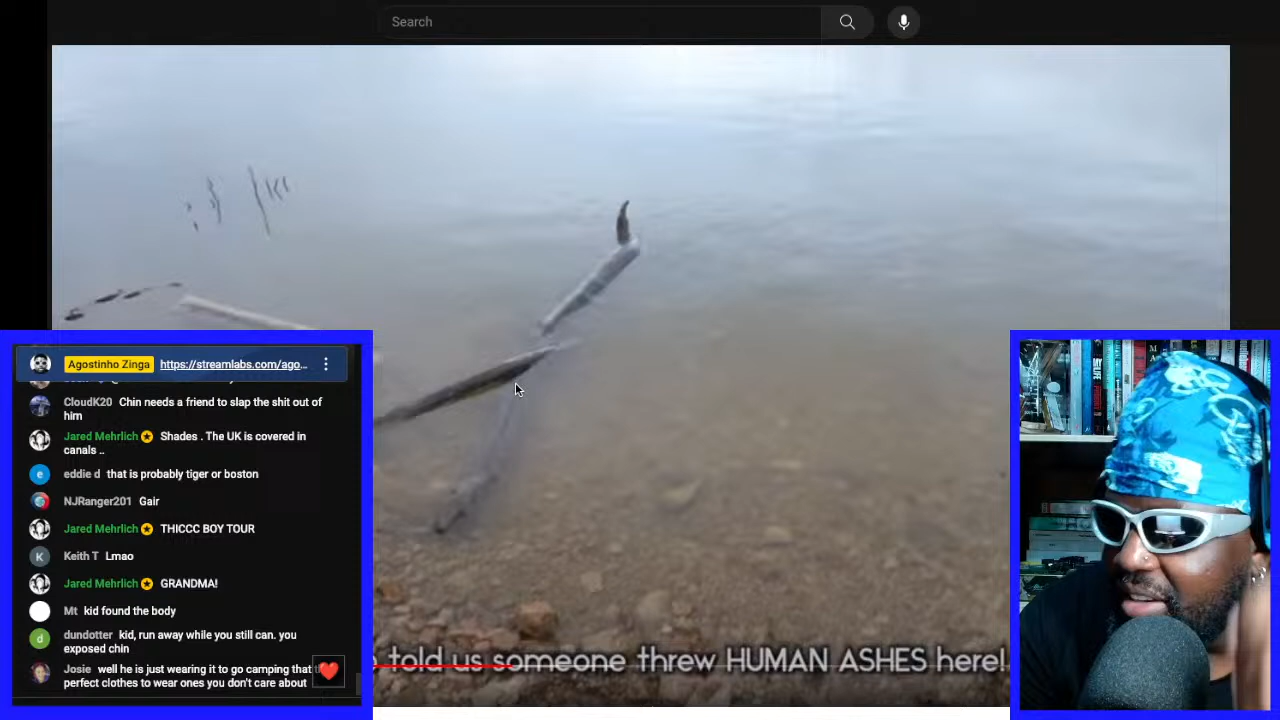 Search
Agostinho Zinga https://streamlabs.com/ago...
CloudK20 Chin needs a friend to slap the shit out of
him
Jared Mehrlich Shades . The UK is covered in
canals ..
eddie d that is probably tiger or boston
NJRanger201 Gair
Jared Mehrlich THICCC BOY TOUR
K Keith T Lmao
Jared Mehrlich GRANDMA!
Mt kid found the body
d dundotter kid, run away while you still can. you
exposed chin
Josie well he is just wearing it to go camping that
perfect clothes to wear ones you don't care about
told us someone threw HUMAN ASHES here!